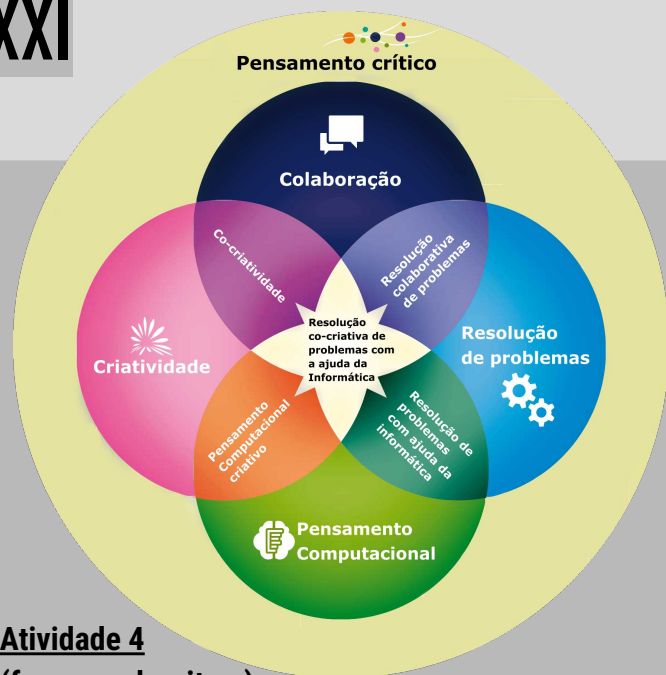 XXI
Pensamento crítico
Colaboração
Co-criatividade
Resolução
colaborativa
de problemas
Criatividade
Resolução
co-criativa de
problemas com
a ajuda da
Informática
Resolução
de problemas
Pensamento
Computacional
criativo
Resolução de
problemas
com ajuda da
informática
Pensamento
Computacional
Atividade 4